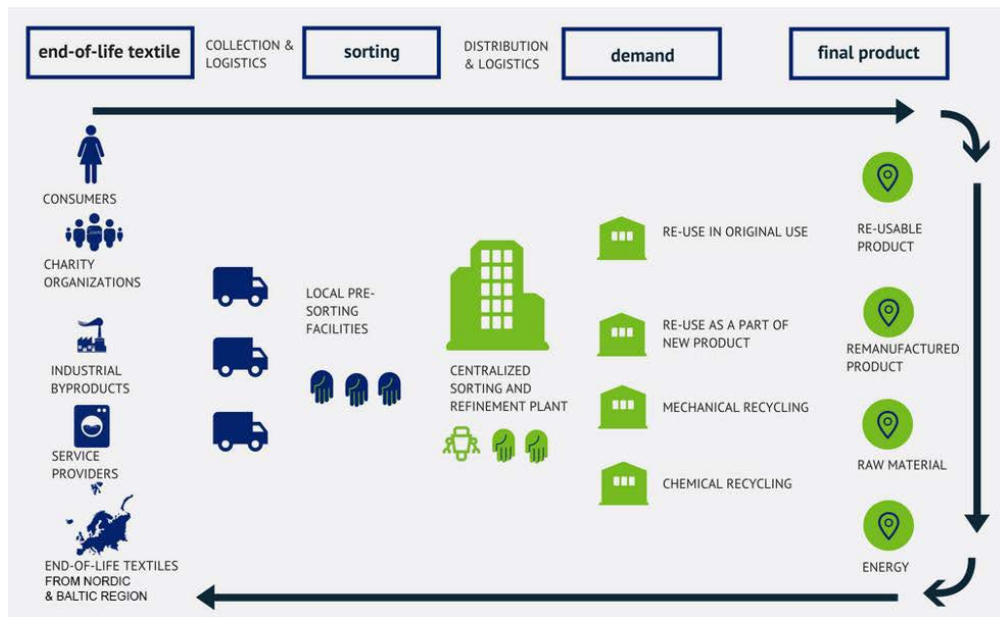 end-of-life textile
COLLECTION &
LOGISTICS
sorting
DISTRIBUTION
& LOGISTICS
demand
final product
CONSUMERS
CHARITY
ORGANIZATIONS
INDUSTRIAL
BYPRODUCTS
SERVICE
PROVIDERS
END-OF-LIFE TEXTILES
FROM NORDIC
& BALTIC REGION
LOCAL PRE-
SORTING
FACILITIES
CENTRALIZED
SORTING AND
REFINEMENT PLANT
RE-USE IN ORIGINAL USE
RE-USE AS A PART OF
NEW PRODUCT
MECHANICAL RECYCLING
CHEMICAL RECYCLING
RE-USABLE
PRODUCT
REMANUFACTURED
PRODUCT
RAW MATERIAL
ENERGY